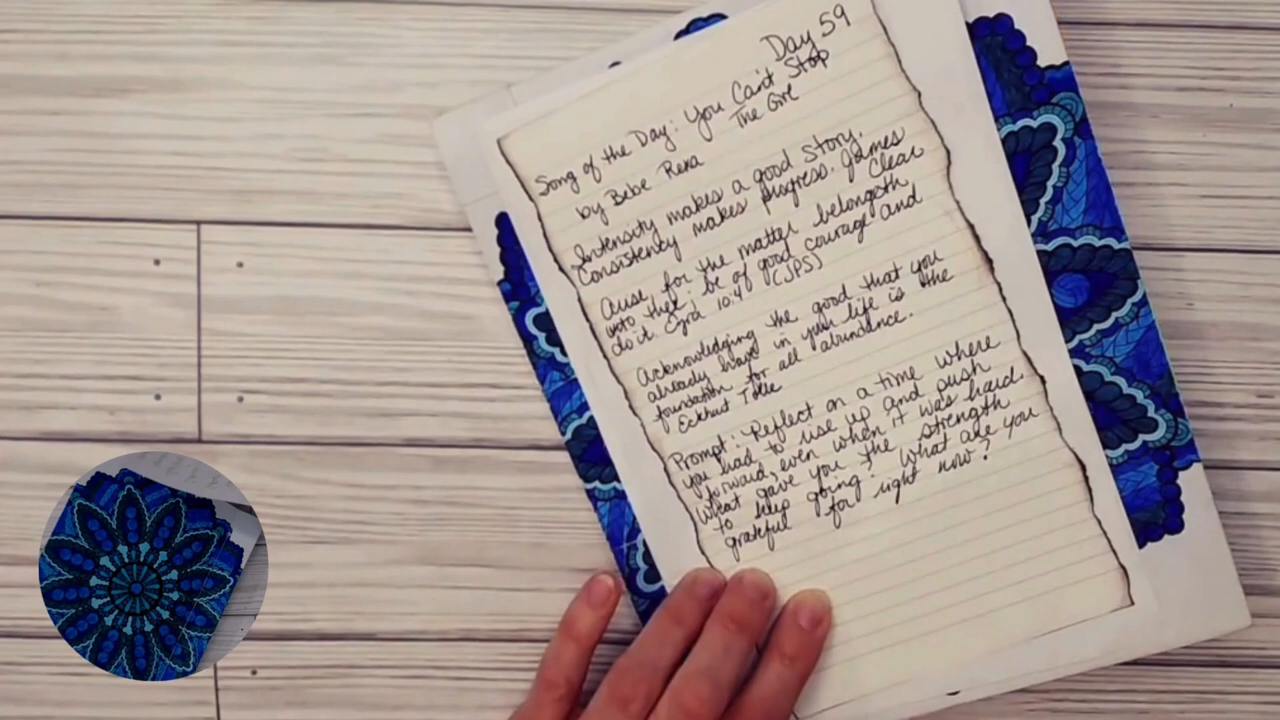 Day 59
Song of the Day: You Can't Stop
The Girl
by Bebe Rexa
Intensity makes a good story.
Consistency makes progress. James
Clear
Arise for the matter belongeth
unto thee: be of good courage and
do it. Ezra 10:4 (CJPS)
Acknowledging the good that you
already have in your life is the
foundation for all abundance.
Eckhart Tolle
Prompt: Reflect on a time where
you had to use up and push
forward, even when it was hard.
What gave you the strength
to keep going? What are you
grateful for right now?